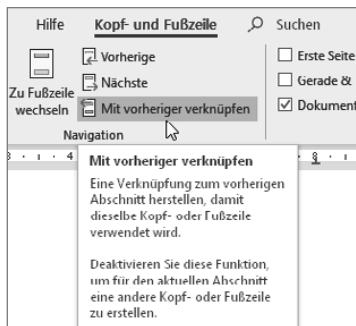 Hilfe Kopf- und Fußzeile Suchen
Vorherige Erste Seite
Zu Fußzeile wechseln Nächste Gerade &
Mit vorheriger verknüpfen Dokument
Navigation
Mit vorheriger verknüpfen
Eine Verknüpfung zum vorherigen
Abschnitt herstellen, damit
dieselbe Kopf- oder Fußzeile
verwendet wird.
Deaktivieren Sie diese Funktion,
um für den aktuellen Abschnitt
eine andere Kopf- oder Fußzeile
zu erstellen.